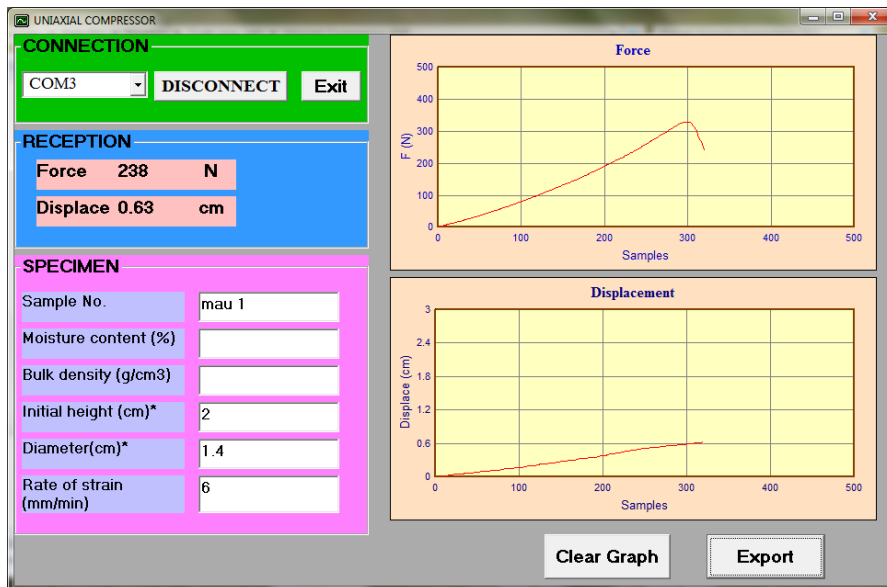 UNIAXIAL COMPRESSOR
CONNECTION
COM3 DISCONNECT Exit
RECEPTION
Force 238 N
Displace 0.63 cm
SPECIMEN
Sample No. mau 1
Moisture content (%)
Bulk density (g/cm3)
Initial height (cm)* 2
Diameter(cm)* 1.4
Rate of strain 6
(mm/min)
Force
500
400
300
200
100
0
F (N)
0 100 200 300 400 500
Samples
Displacement
3
2.4
1.8
1.2
0.6
0
Displace (cm)
0 100 200 300 400 500
Samples
Clear Graph Export